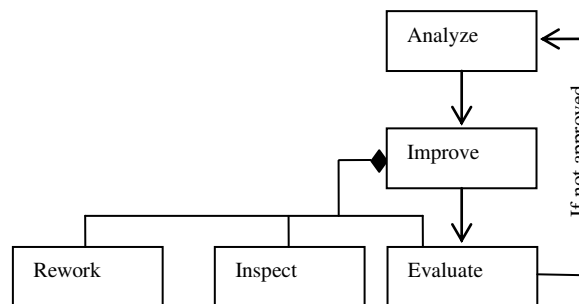 Analyze
Improve
If not approved
Rework
Inspect
Evaluate